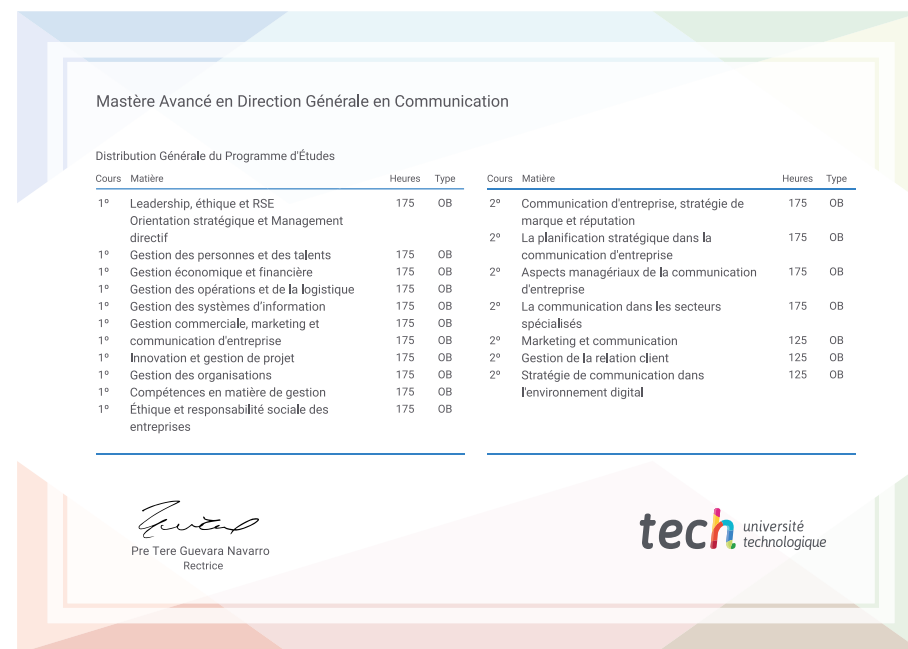 Mastère Avancé en Direction Générale en Communication
Distribution Générale du Programme d'Études
Cours Matière Heures Type
1º Leadership, éthique et RSE 175 OB
Orientation stratégique et Management
directif
1º Gestion des personnes et des talents 175 OB
1º Gestion économique et financière 175 OB
1º Gestion des opérations et de la logistique 175 OB
1º Gestion des systèmes d'information 175 OB
1º Gestion commerciale, marketing et 175 OB
1º communication d'entreprise 175 OB
1º Innovation et gestion de projet 175 OB
1º Gestion des organisations 175 OB
1º Compétences en matière de gestion 175 OB
1º Éthique et responsabilité sociale des 175 OB
entreprises
Cours Matière Heures Type
2º Communication d'entreprise, stratégie de 175 OB
marque et réputation
2º La planification stratégique dans la 175 OB
communication d'entreprise
2º Aspects managériaux de la communication 175 OB
d'entreprise
2º La communication dans les secteurs 175 OB
spécialisés
2º Marketing et communication 125 OB
2º Gestion de la relation client 125 OB
2º Stratégie de communication dans 125 OB
l'environnement digital
Pre Tere Guevara Navarro
Rectrice
tech université
technologique